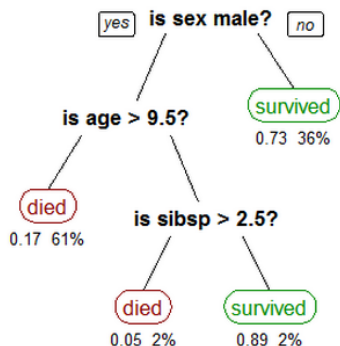 yes is sex male? no
is age > 9.5?
survived
0.73 36%
died
0.17 61%
is sibsp > 2.5?
died
0.05 2%
survived
0.89 2%